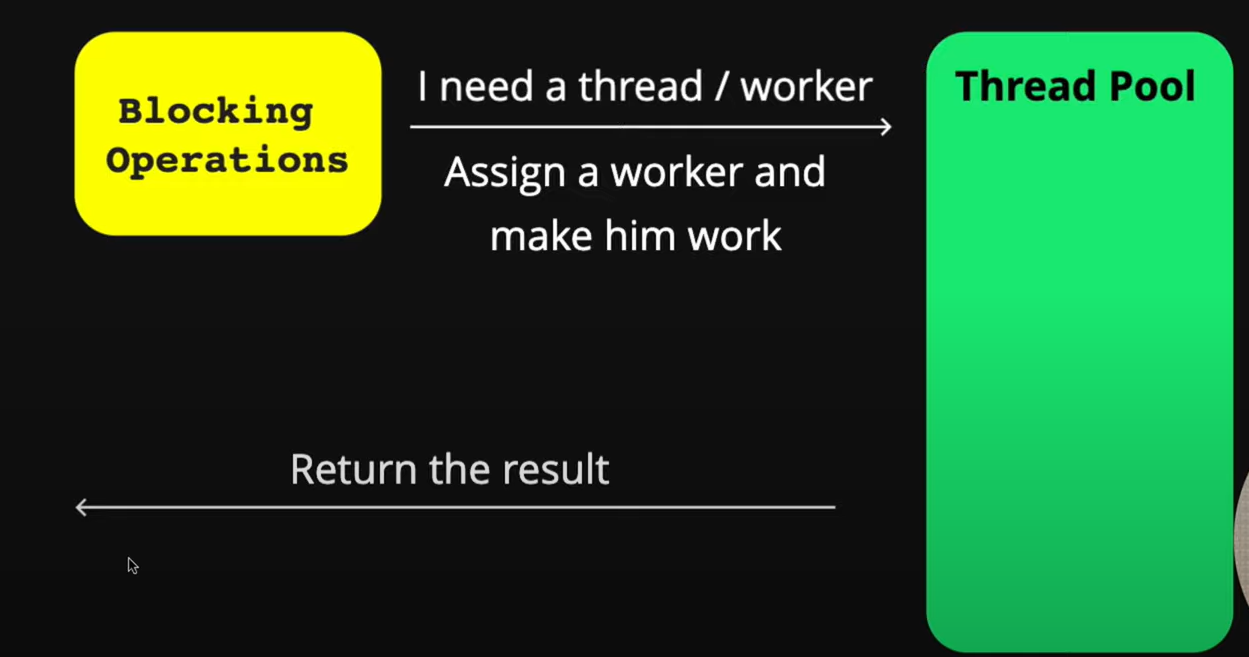 Blocking
Operations
I need a thread / worker
Assign a worker and
make him work
Thread Pool
Return the result